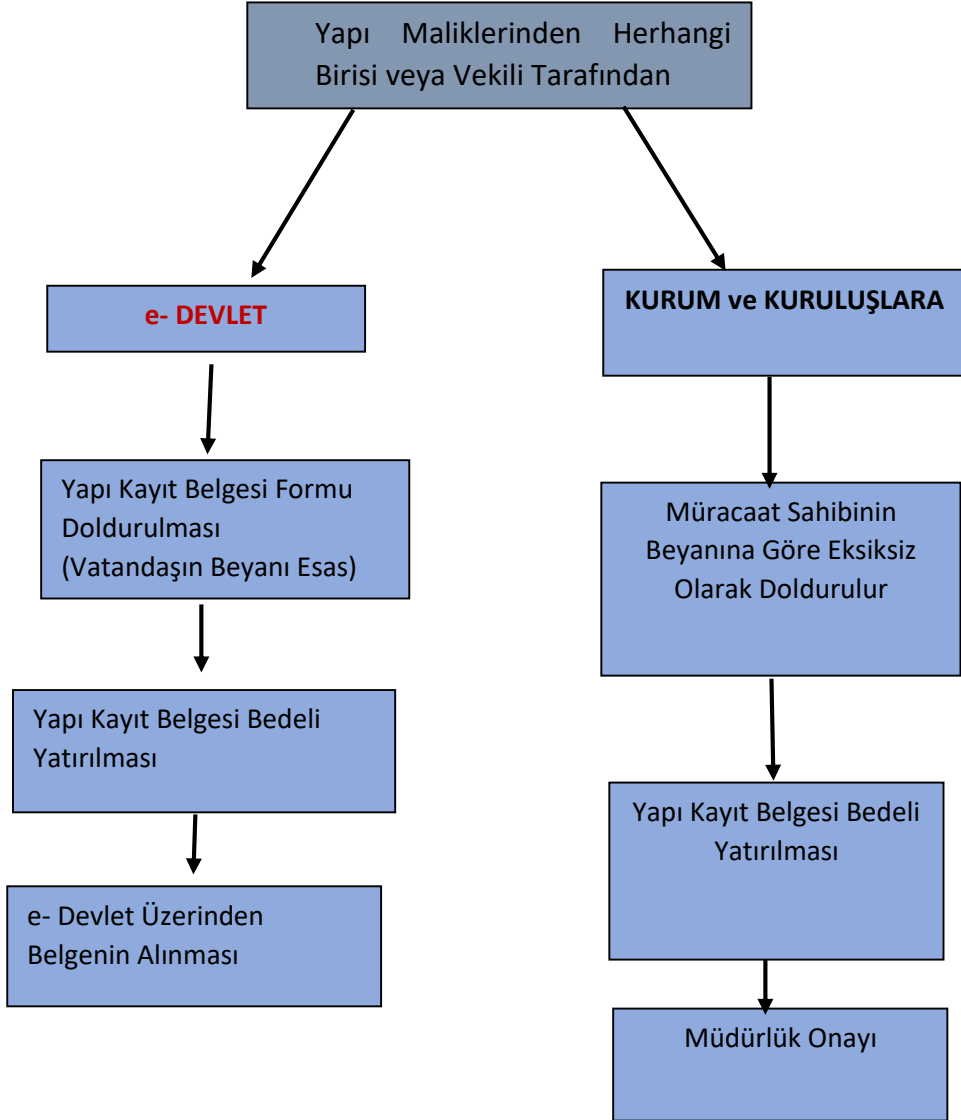 Yapı Maliklerinden Herhangi
Birisi veya Vekili Tarafından
e- DEVLET
Yapı Kayıt Belgesi Formu
Doldurulması
(Vatandaşın Beyanı Esas)
Yapı Kayıt Belgesi Bedeli
Yatırılması
e- Devlet Üzerinden
Belgenin Alınması
KURUM ve KURULUŞLARA
Müracaat Sahibinin
Beyanına Göre Eksiksiz
Olarak Doldurulur
Yapı Kayıt Belgesi Bedeli
Yatırılması
Müdürlük Onayı